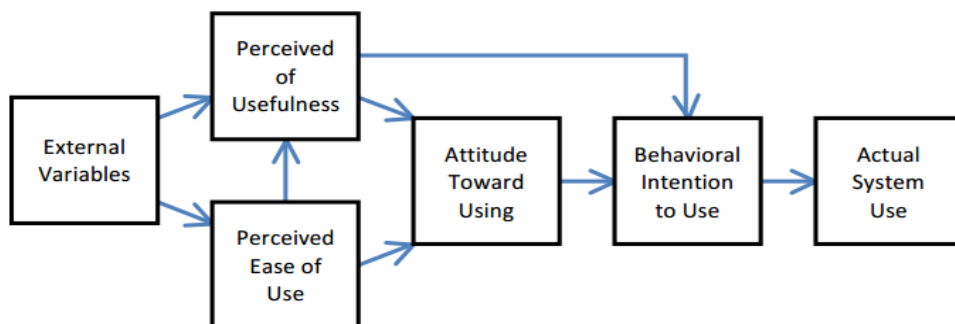 External
Variables
Perceived
of
Usefulness
Perceived
Ease of
Use
Attitude
Toward
Using
Behavioral
Intention
to Use
Actual
System
Use